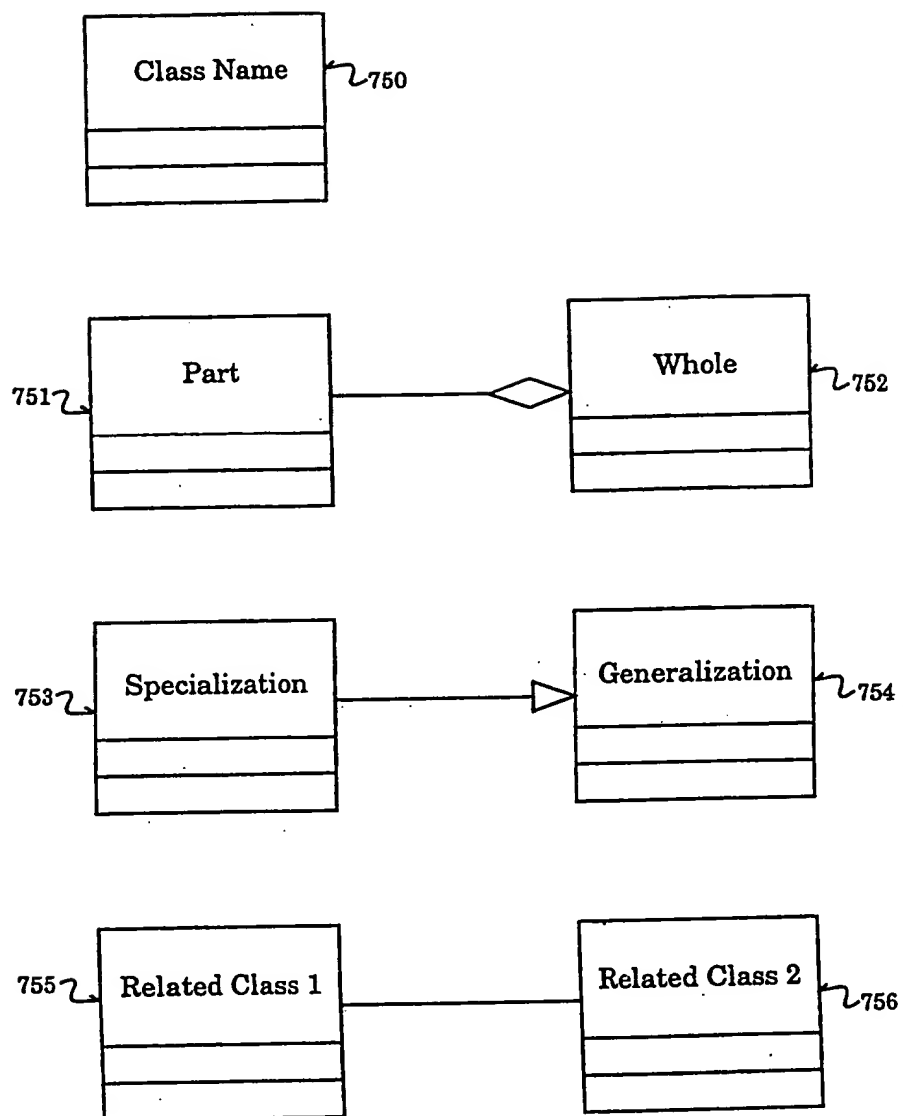 Class Name
750
Part
Whole
751
752
Specialization
Generalization
753
754
Related Class 1
Related Class 2
755
756